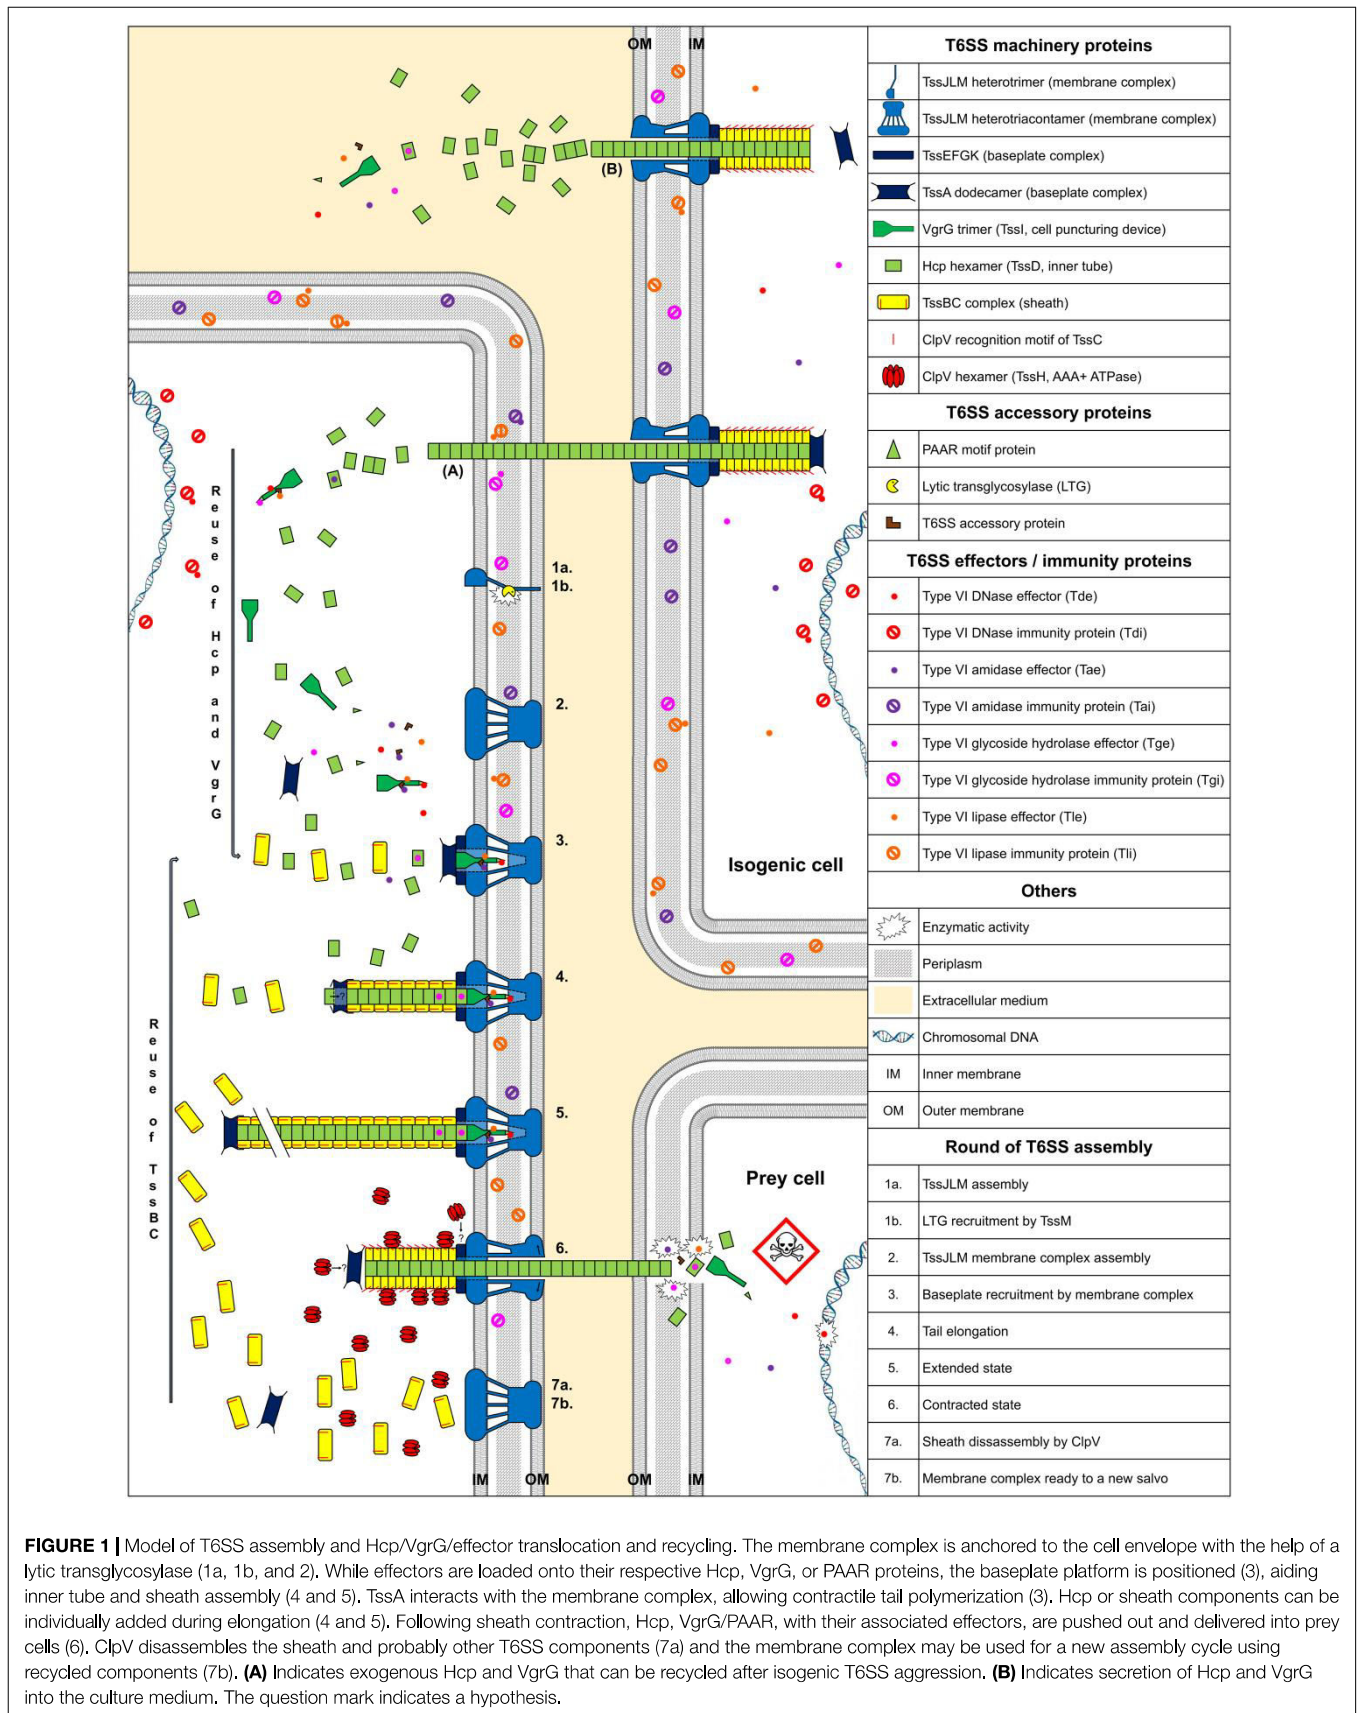 OM
IM
(B)
(A)
Reuse of Hcp and VgrG
1a.
1b.
2.
3.
Isogenic cell
4.
?
Reuse of TssBC
5.
Prey cell
?
6.
?
7a.
7b.
IM
OM
OM
IM
T6SS machinery proteins
TssJLM heterotrimer (membrane complex)
TssJLM heterotriacontamer (membrane complex)
TssEFGK (baseplate complex)
TssA dodecamer (baseplate complex)
VgrG trimer (TssI, cell puncturing device)
Hcp hexamer (TssD, inner tube)
TssBC complex (sheath)
ClpV recognition motif of TssC
ClpV hexamer (TssH, AAA+ ATPase)
T6SS accessory proteins
PAAR motif protein
Lytic transglycosylase (LTG)
T6SS accessory protein
T6SS effectors / immunity proteins
Type VI DNase effector (Tde)
Type VI DNase immunity protein (Tdi)
Type VI amidase effector (Tae)
Type VI amidase immunity protein (Tai)
Type VI glycoside hydrolase effector (Tge)
Type VI glycoside hydrolase immunity protein (Tgi)
Type VI lipase effector (Tle)
Type VI lipase immunity protein (Tli)
Others
Enzymatic activity
Periplasm
Extracellular medium
Chromosomal DNA
IM Inner membrane
OM Outer membrane
Round of T6SS assembly
1a. TssJLM assembly
1b. LTG recruitment by TssM
2. TssJLM membrane complex assembly
3. Baseplate recruitment by membrane complex
4. Tail elongation
5. Extended state
6. Contracted state
7a. Sheath dissassembly by ClpV
7b. Membrane complex ready to a new salvo
FIGURE 1 | Model of T6SS assembly and Hcp/VgrG/effector translocation and recycling. The membrane complex is anchored to the cell envelope with the help of a
lytic transglycosylase (1a, 1b, and 2). While effectors are loaded onto their respective Hcp, VgrG, or PAAR proteins, the baseplate platform is positioned (3), aiding
inner tube and sheath assembly (4 and 5). TssA interacts with the membrane complex, allowing contractile tail polymerization (3). Hcp or sheath components can be
individually added during elongation (4 and 5). Following sheath contraction, Hcp, VgrG/PAAR, with their associated effectors, are pushed out and delivered into prey
cells (6). ClpV disassembles the sheath and probably other T6SS components (7a) and the membrane complex may be used for a new assembly cycle using
recycled components (7b). (A) Indicates exogenous Hcp and VgrG that can be recycled after isogenic T6SS aggression. (B) Indicates secretion of Hcp and VgrG
into the culture medium. The question mark indicates a hypothesis.